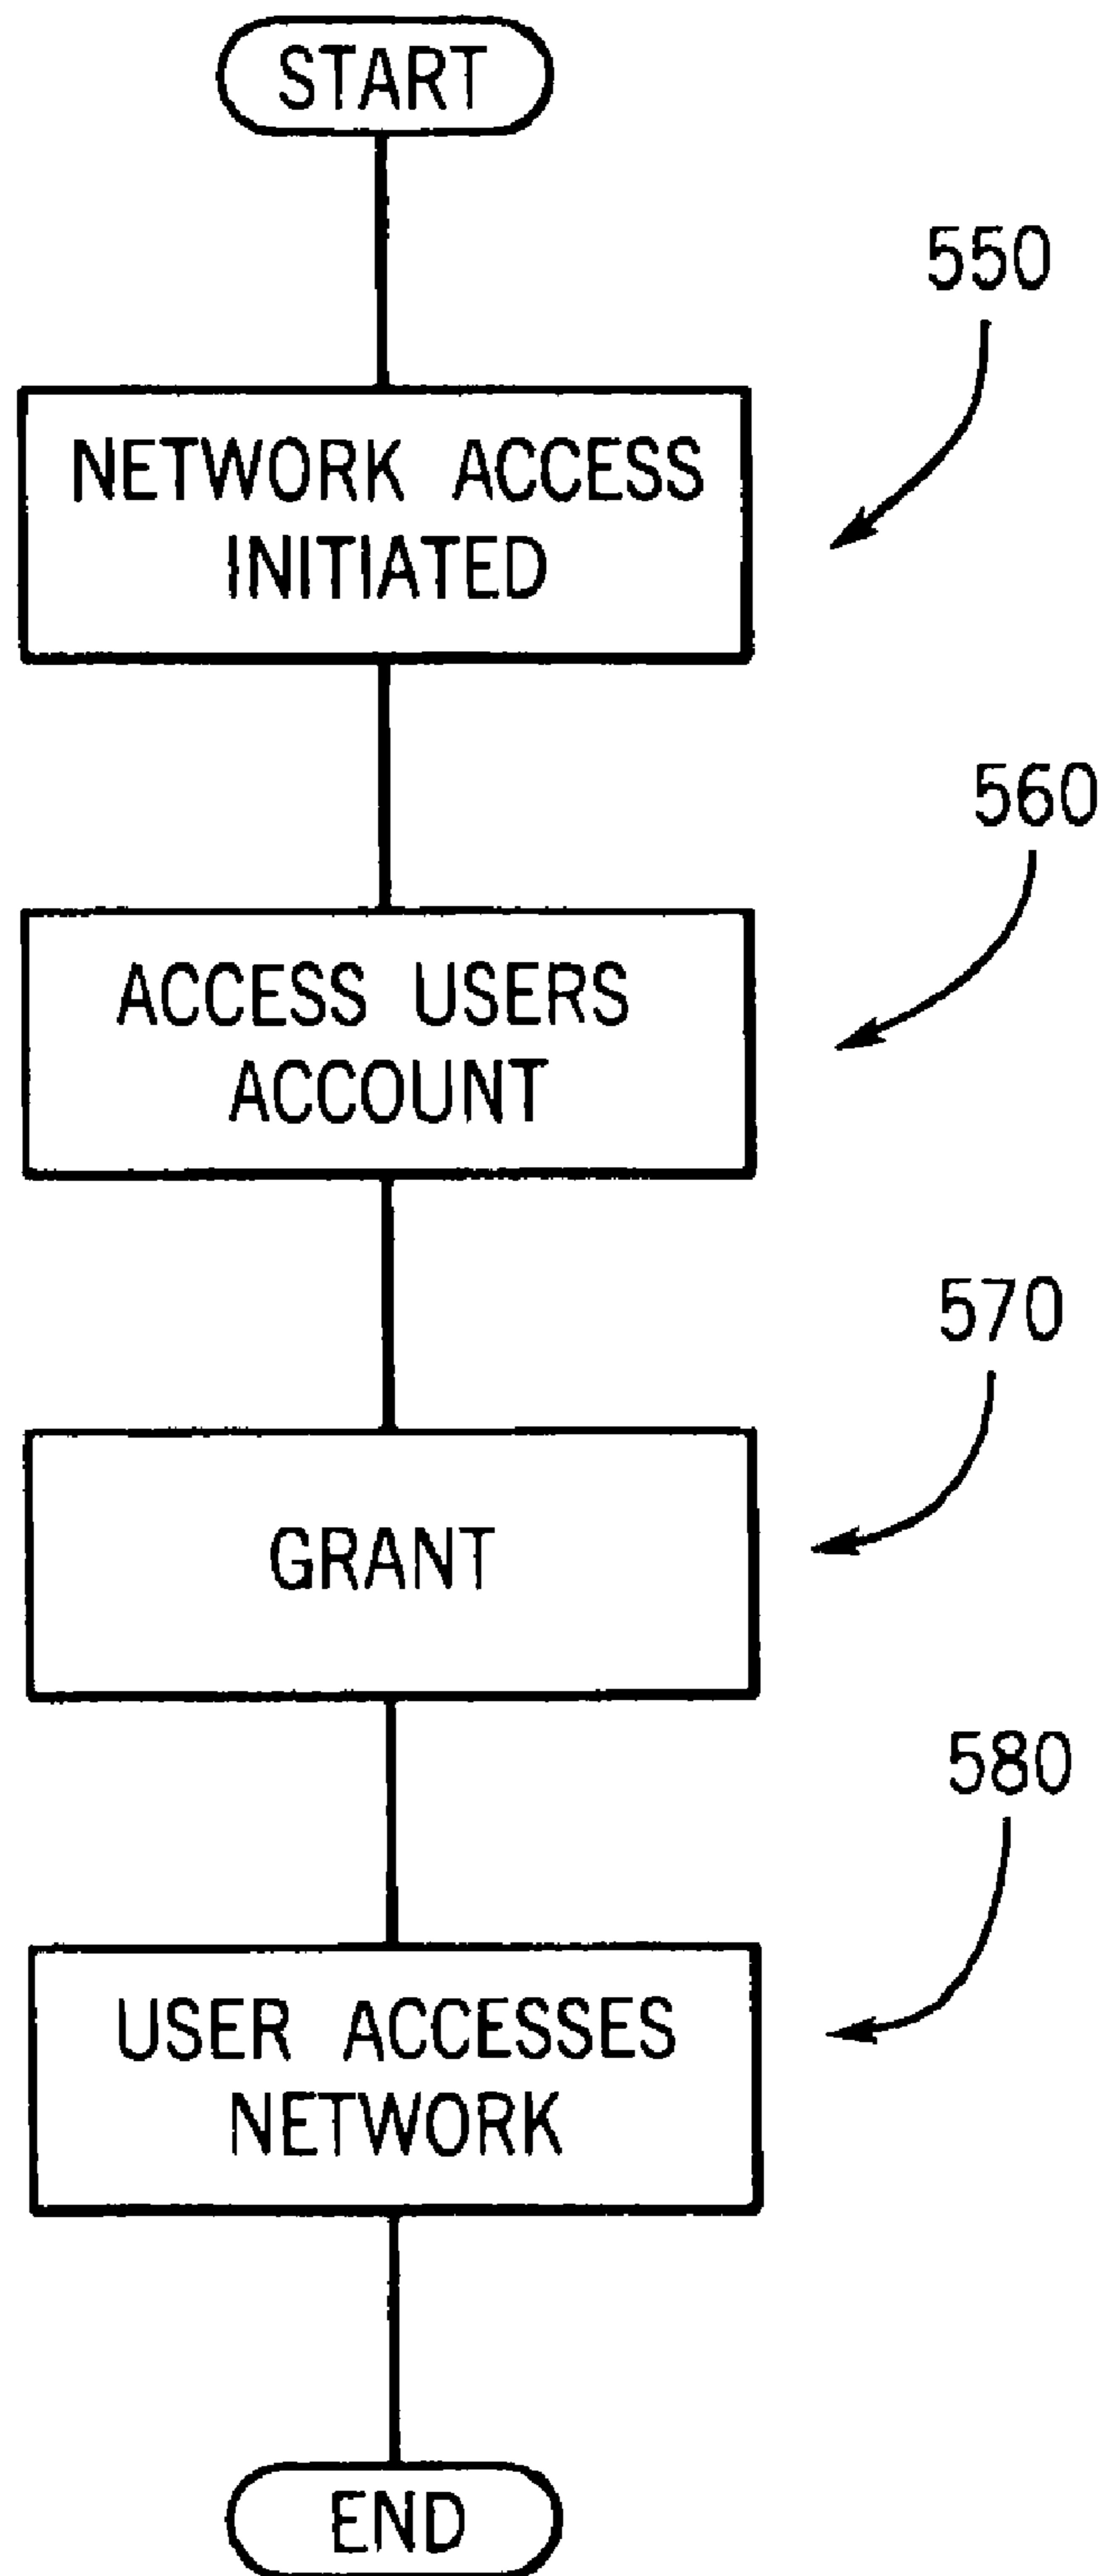 START
550
NETWORK ACCESS
INITIATED
560
ACCESS USERS
ACCOUNT
570
GRANT
580
USER ACCESSES
NETWORK
END